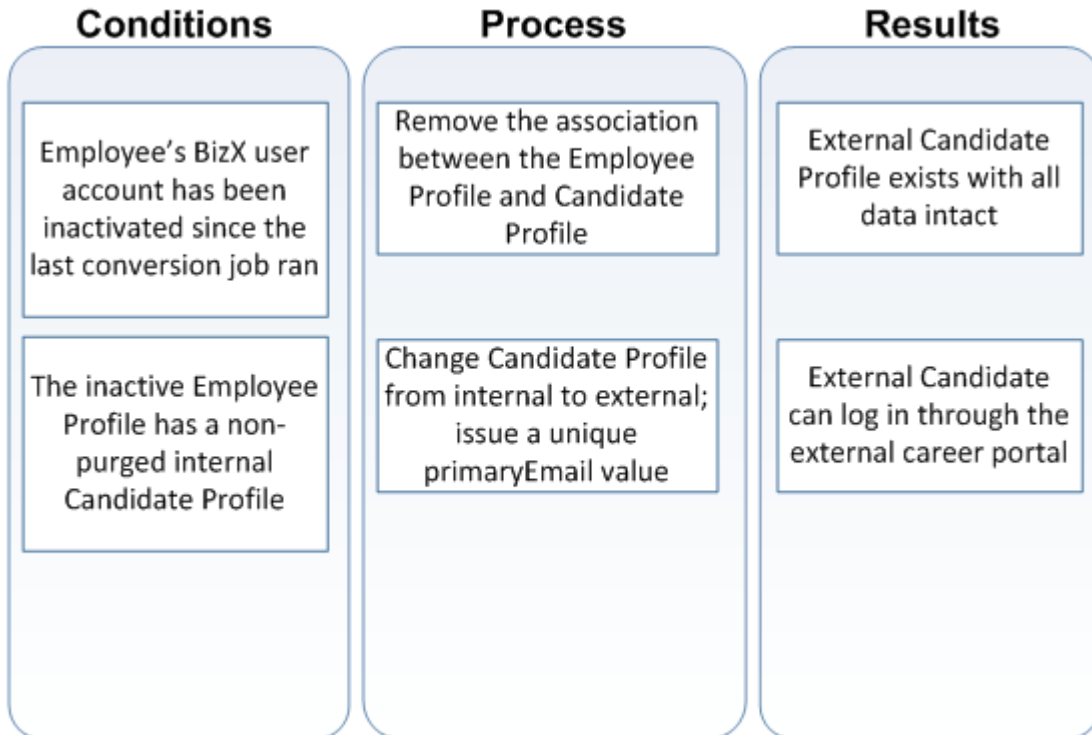 Conditions
Employee's BizX user
account has been
inactivated since the
last conversion job ran
The inactive Employee
Profile has a non-
purged internal
Candidate Profile
Process
Remove the association
between the Employee
Profile and Candidate
Profile
Change Candidate Profile
from internal to external;
issue a unique
primaryEmail value
Results
External Candidate
Profile exists with all
data intact
External Candidate
can log in through the
external career portal